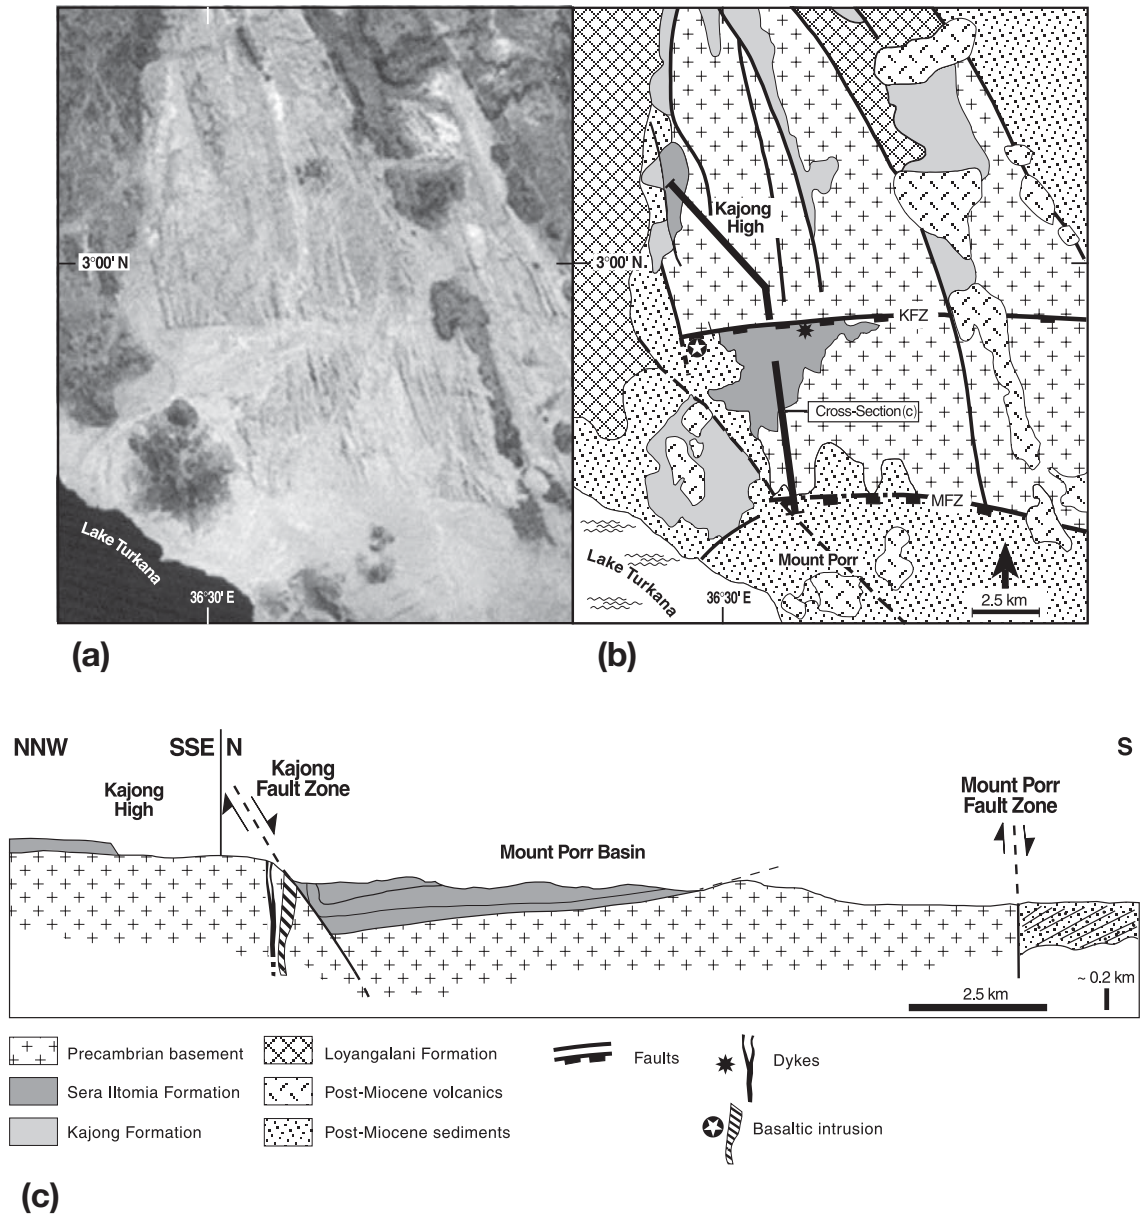 3°00' N
Lake Turkana
36°30' E
(a)
Kajong
High
3°00' N
KFZ
Cross-Section (c)
MFZ
Mount Porr
Lake Turkana
36°30' E
2.5 km
(b)
NNW
SSE
N
S
Kajong
High
Kajong
Fault Zone
Mount Porr Basin
Mount Porr
Fault Zone
2.5 km
~ 0.2 km
Precambrian basement
Loyangalani Formation
Faults
Dykes
Sera Iltomia Formation
Post-Miocene volcanics
Kajong Formation
Post-Miocene sediments
Basaltic intrusion
(c)